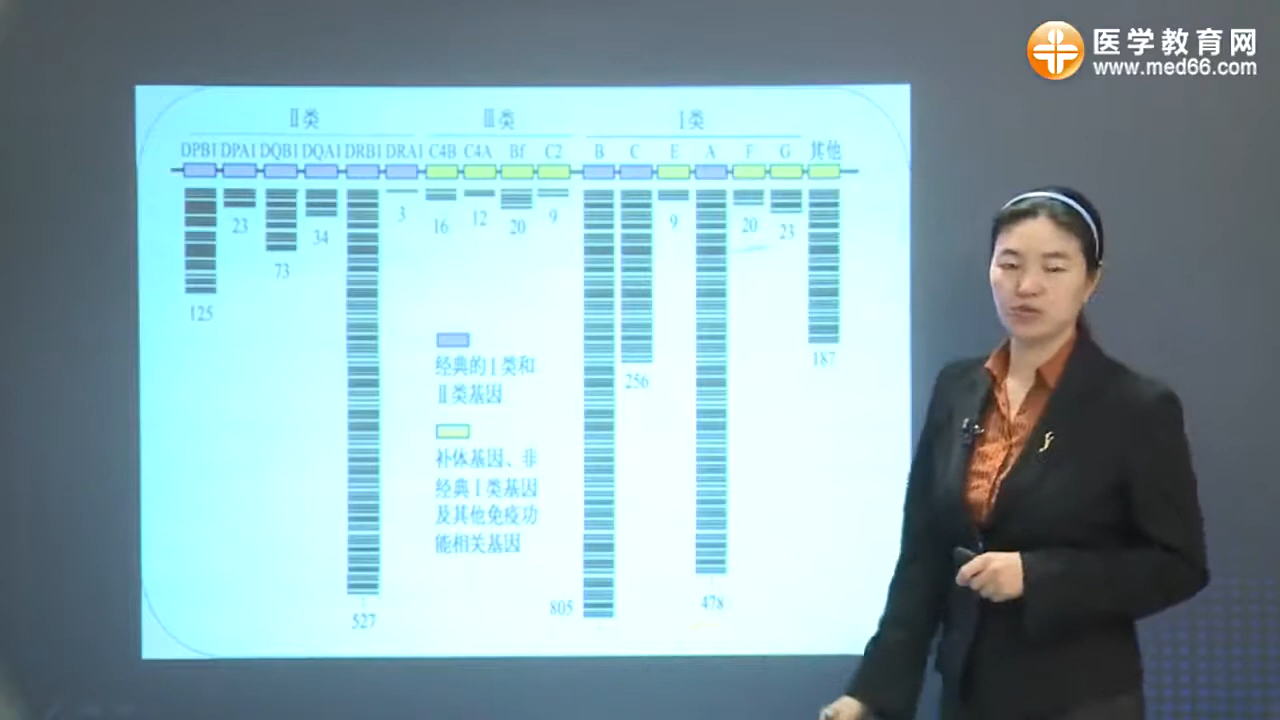 医学教育网
www.med66.com
Ⅱ类 Ⅲ类 Ⅰ类
DPB1 DPA1 DQB1 DQA1 DRB1 DRA1 C4B C4A Bf C2 B C E A F G 其他
3 16 12 20 9 9 20 23
23 34
73
125
187
256
经典的Ⅰ类和
Ⅱ类基因
补体基因、非
经典Ⅰ类基因
及其他免疫功
能相关基因
805 478
527